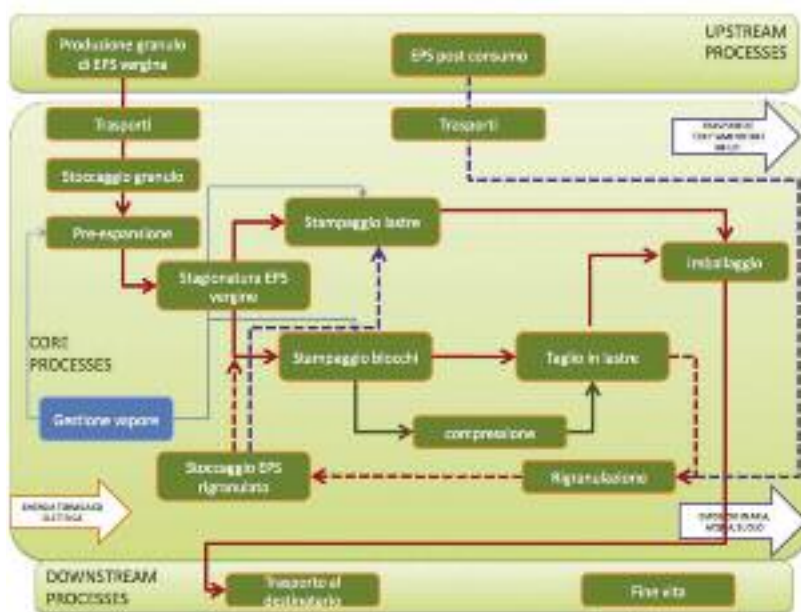 Produzione granulo
di EPS vergine
EPS post consumo
UPSTREAM
PROCESSES
Trasporti
Trasporti
Stoccaggio granulo
Stampaggio lastre
Pre-espansione
Imballaggio
Stagionatura EPS
vergine
CORE
PROCESSES
Stampaggio blocchi
Taglio in lastre
Gestione vapore
compressione
Stoccaggio EPS
rigranulato
Rigranulazione
ACQUA, SUOLO
DOWNSTREAM
PROCESSES
Trasporto al
destinatario
Fine vita